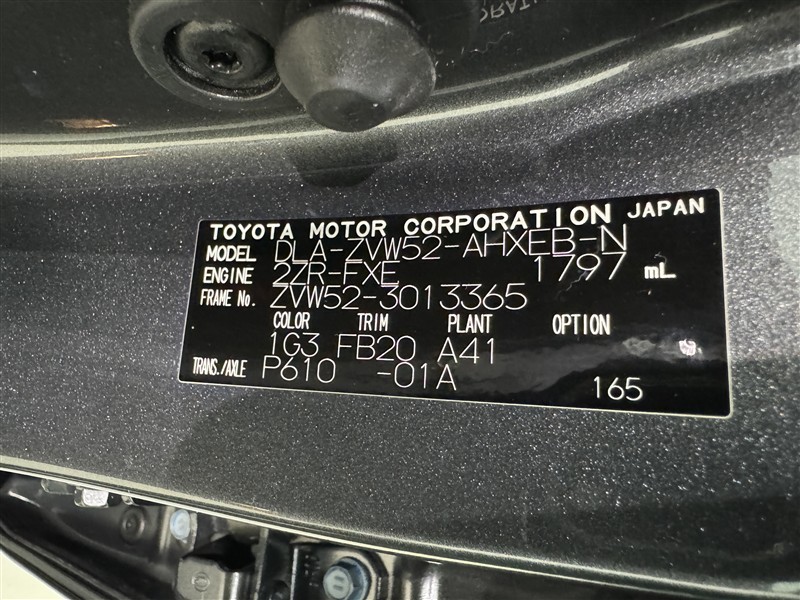 TOYOTA MOTOR CORPORATION JAPAN
MODEL DLA-ZVW52-AHXEB-N
ENGINE 2ZR-FXE 1797 mL
FRAME No. ZVW52-3013365
COLOR TRIM PLANT OPTION
1G3 FB20 A41
TRANS./AXLE P610 -01A
165